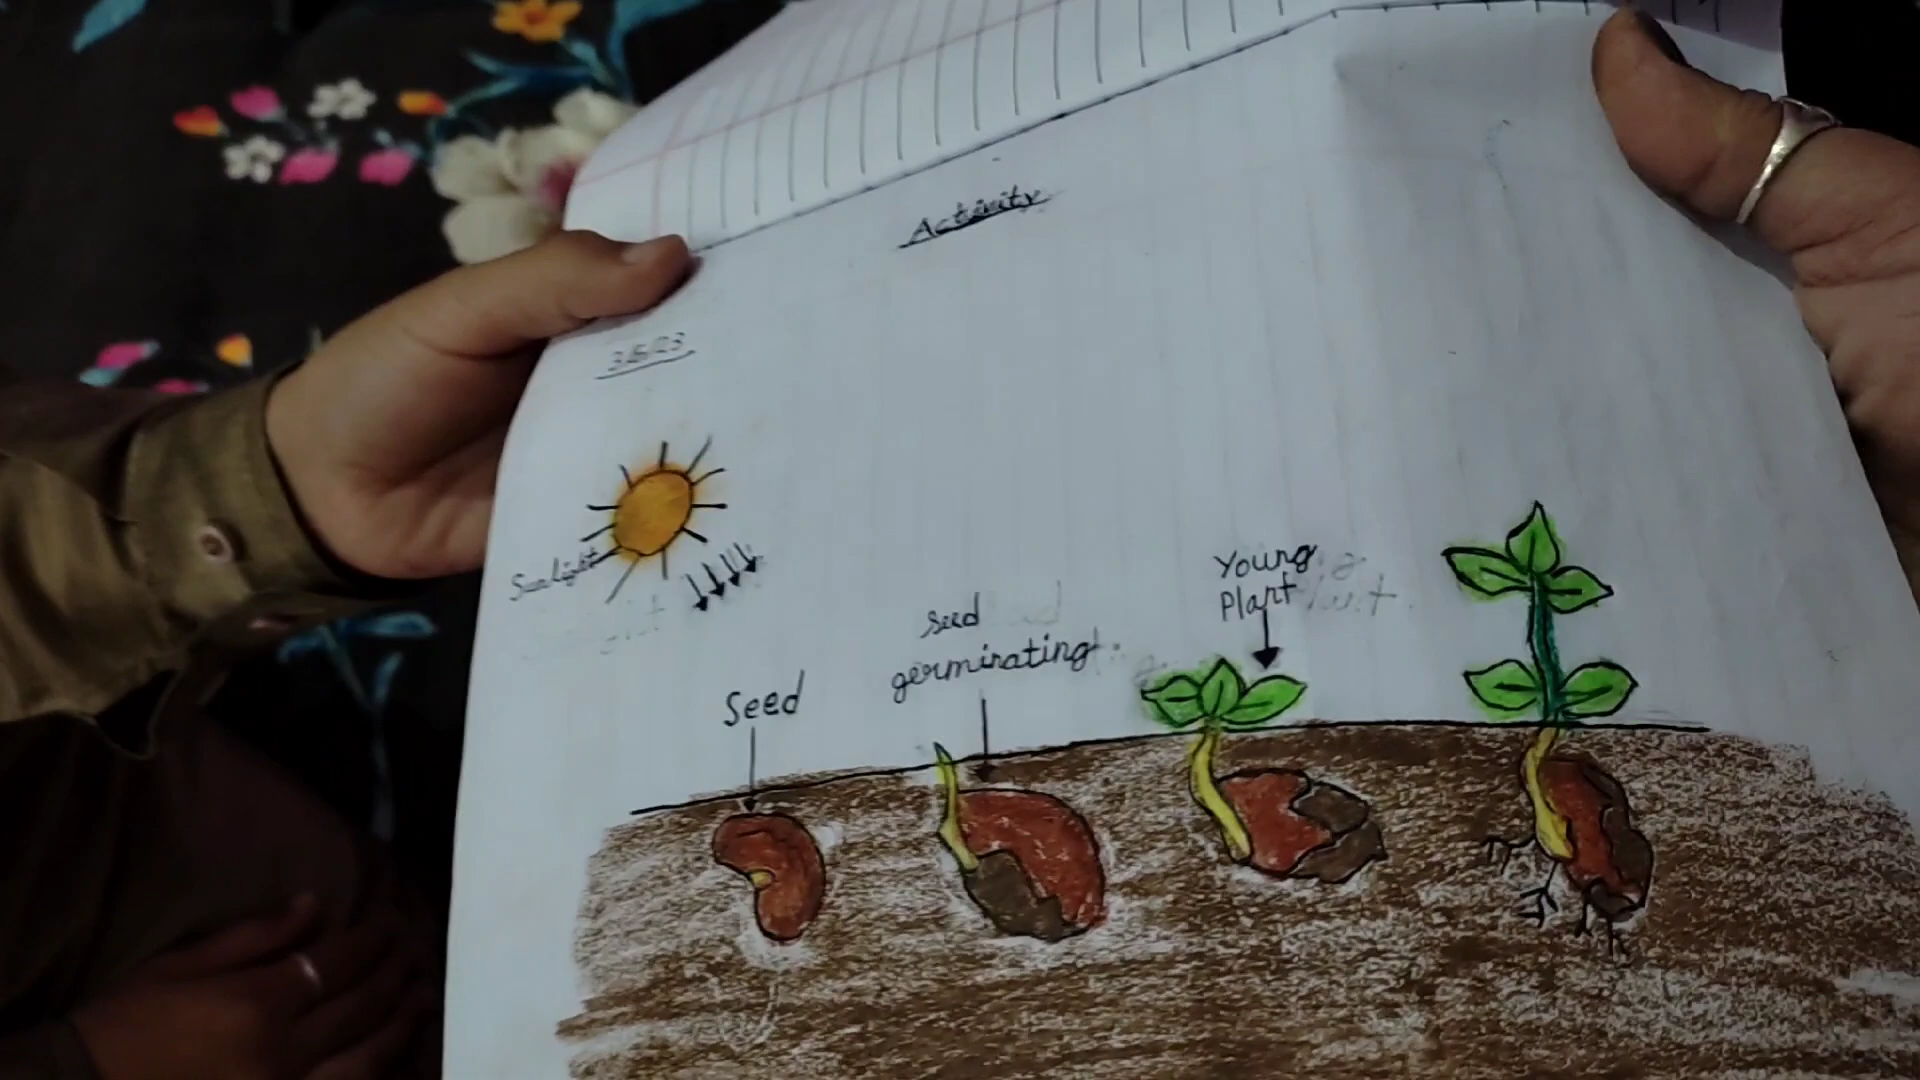 Activity
3/6/23
Sunlight
Young
Plant
seed
germinating
Seed